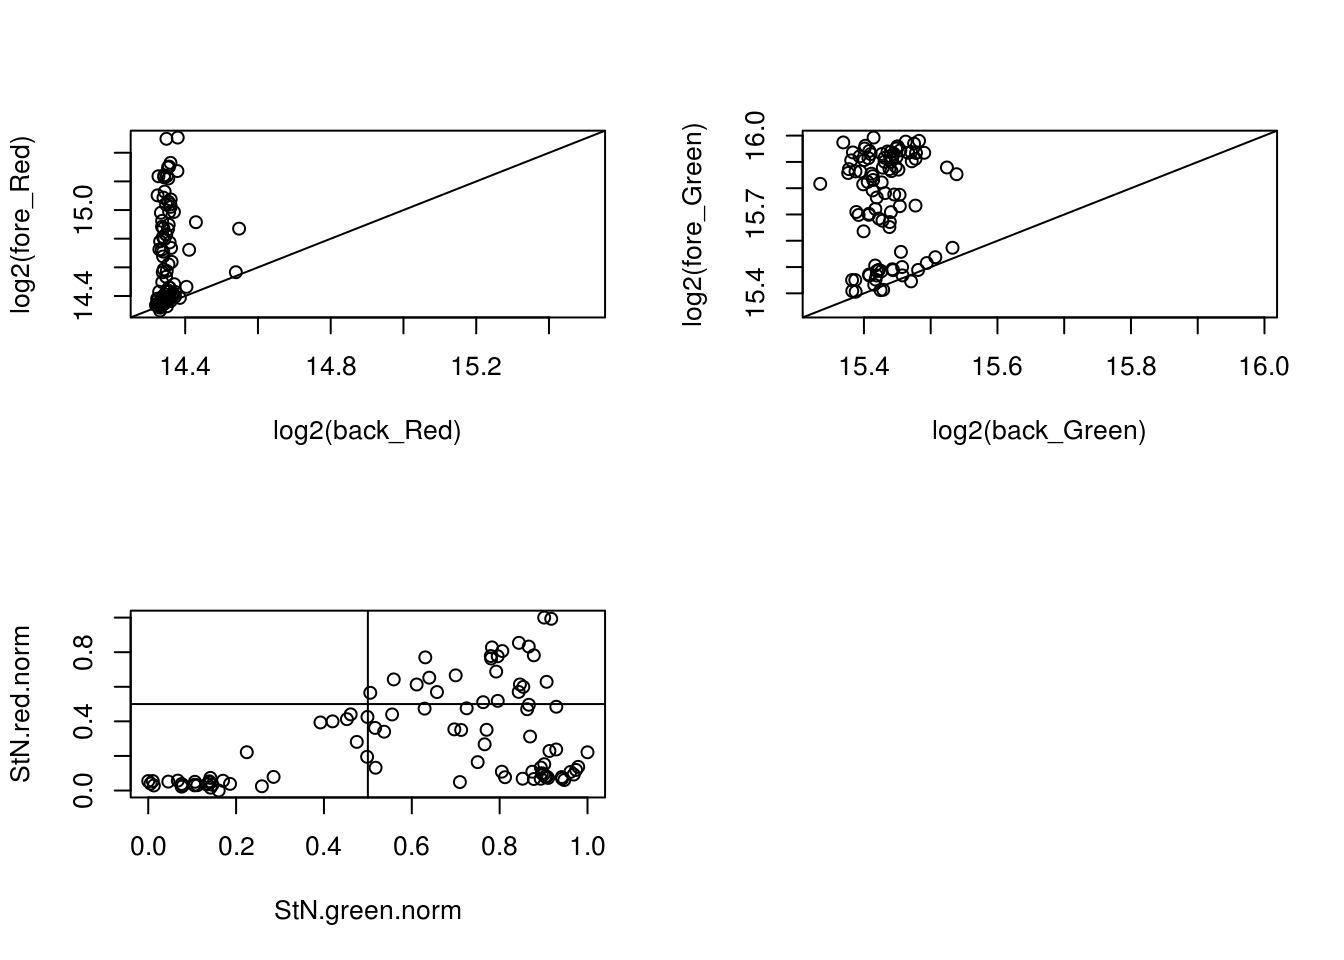 log2(fore_Red)
14.4 15.0
14.4 14.8 15.2
log2(back_Red)
log2(fore_Green)
15.4 15.7 16.0
15.4 15.6 15.8 16.0
log2(back_Green)
StN.red.norm
0.0 0.4 0.8
0.0 0.2 0.4 0.6 0.8 1.0
StN.green.norm